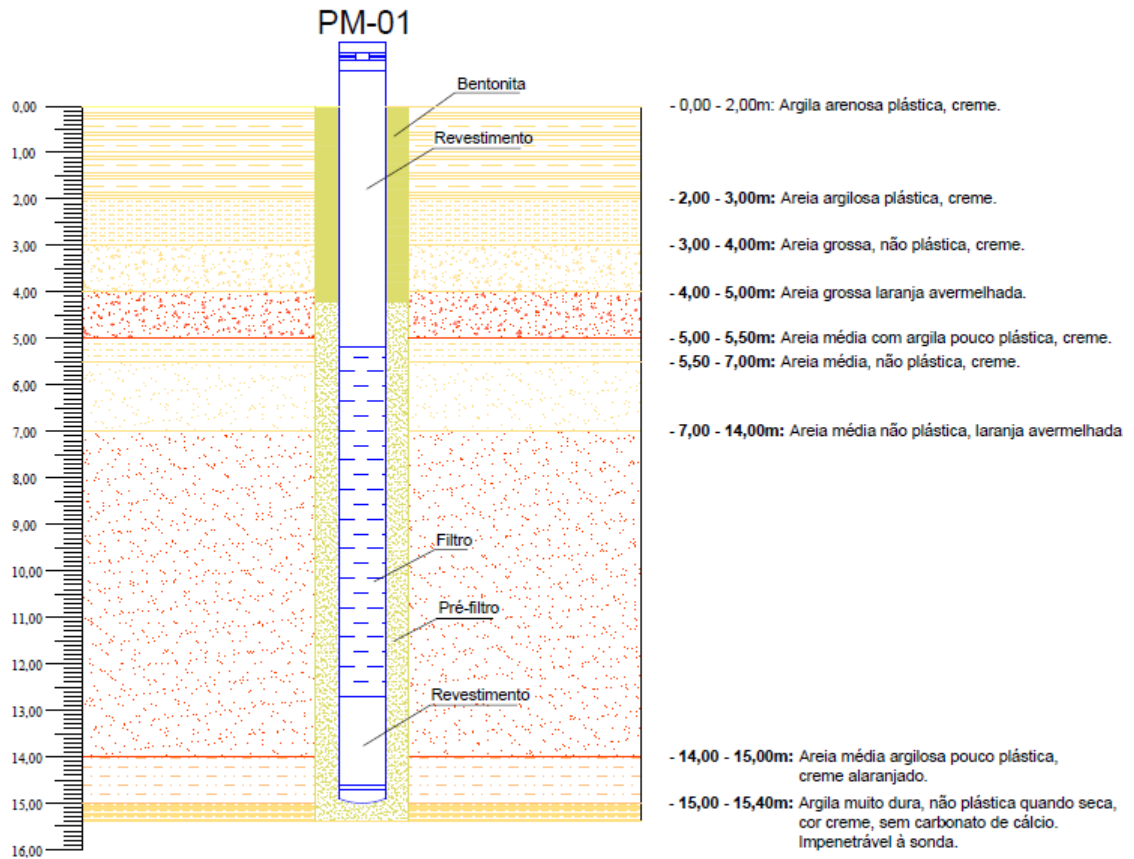 PM-01
Bentonita
Revestimento
Filtro
Pré-filtro
Revestimento
0,00
1,00
2,00
3,00
4,00
5,00
6,00
7,00
8,00
9,00
10,00
11,00
12,00
13,00
14,00
15,00
16,00
- 0,00 - 2,00m: Argila arenosa plástica, creme.
- 2,00 - 3,00m: Areia argilosa plástica, creme.
- 3,00 - 4,00m: Areia grossa, não plástica, creme.
- 4,00 - 5,00m: Areia grossa laranja avermelhada.
- 5,00 - 5,50m: Areia média com argila pouco plástica, creme.
- 5,50 - 7,00m: Areia média, não plástica, creme.
- 7,00 - 14,00m: Areia média não plástica, laranja avermelhada
- 14,00 - 15,00m: Areia média argilosa pouco plástica,
creme alaranjado.
- 15,00 - 15,40m: Argila muito dura, não plástica quando seca,
cor creme, sem carbonato de cálcio.
Impenetrável à sonda.